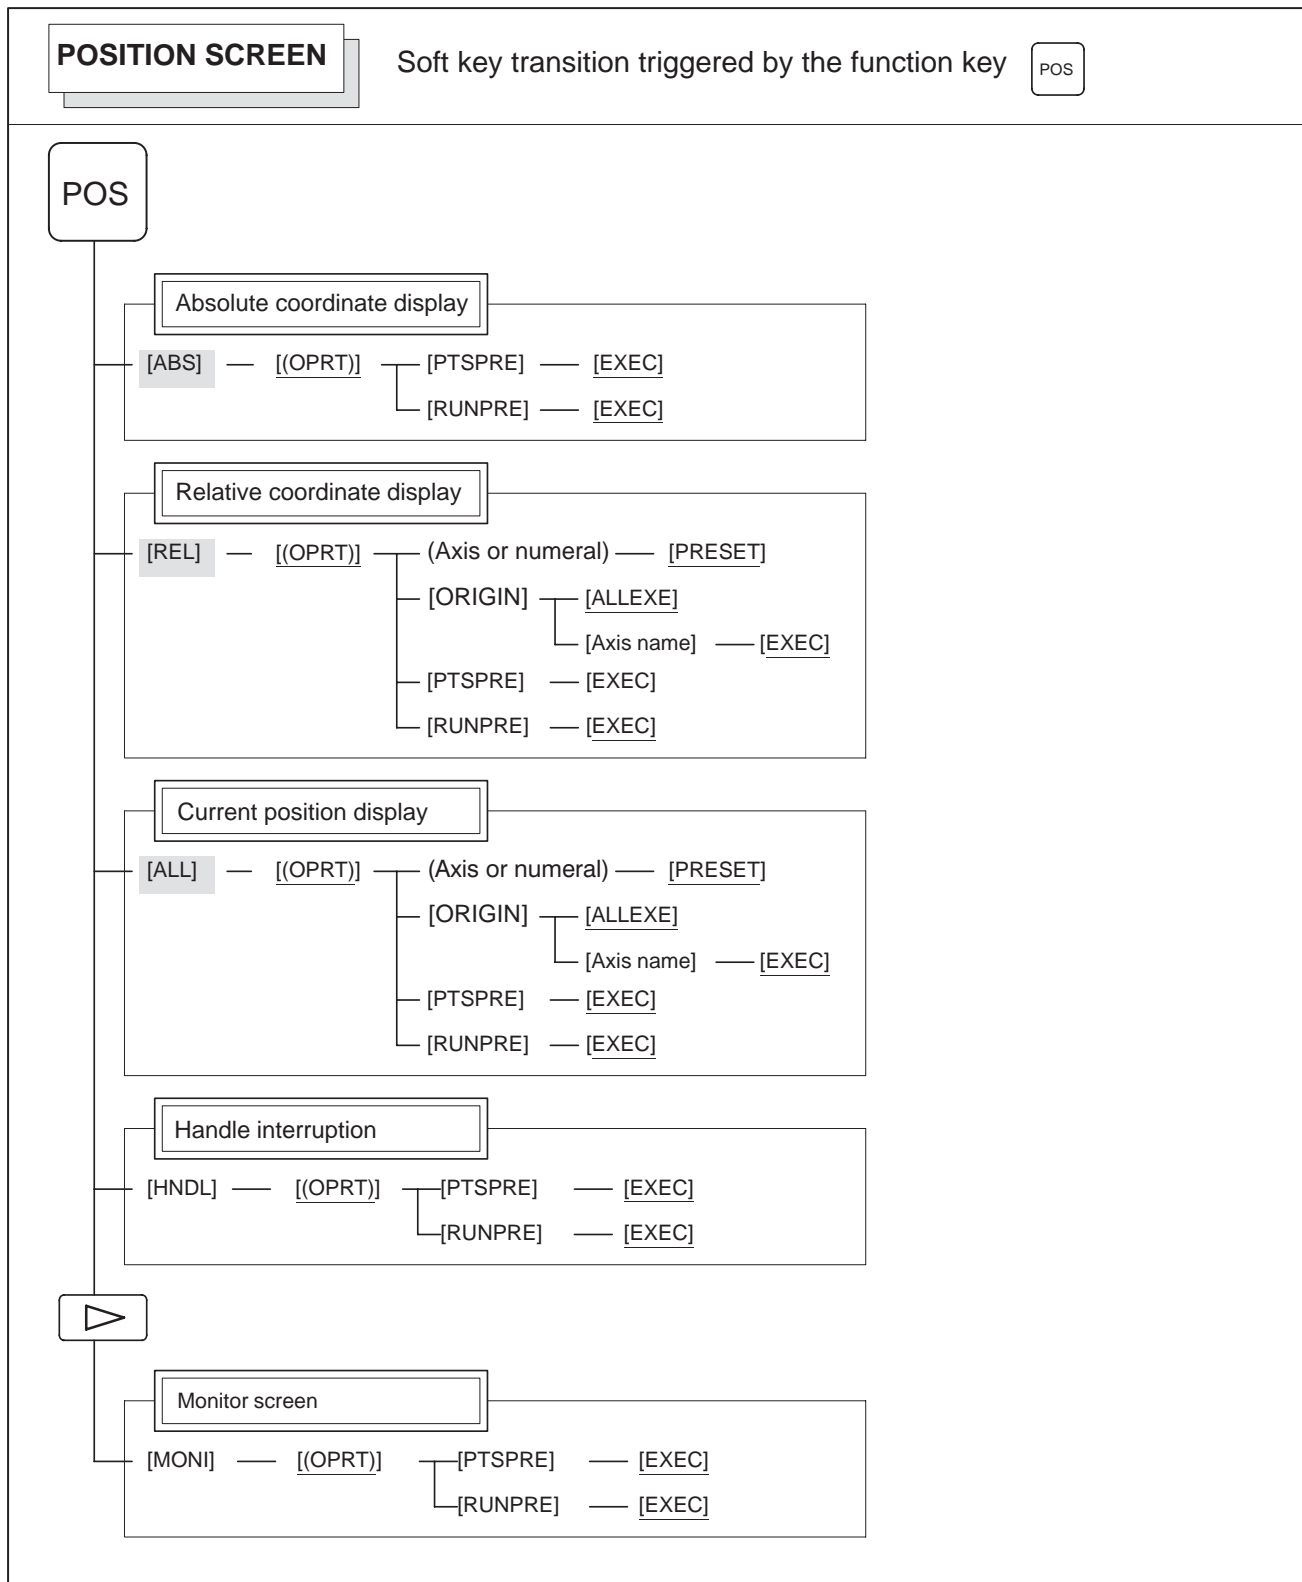 POSITION SCREEN
Soft key transition triggered by the function key POS
POS
Absolute coordinate display
[ABS] [(OPRT)] [PTSPRE] [EXEC]
[RUNPRE] [EXEC]
Relative coordinate display
[REL] [(OPRT)] (Axis or numeral) [PRESET]
[ORIGIN] [ALLEXE]
[Axis name] [EXEC]
[PTSPRE] [EXEC]
[RUNPRE] [EXEC]
Current position display
[ALL] [(OPRT)] (Axis or numeral) [PRESET]
[ORIGIN] [ALLEXE]
[Axis name] [EXEC]
[PTSPRE] [EXEC]
[RUNPRE] [EXEC]
Handle interruption
[HNDL] [(OPRT)] [PTSPRE] [EXEC]
[RUNPRE] [EXEC]
Monitor screen
[MONI] [(OPRT)] [PTSPRE] [EXEC]
[RUNPRE] [EXEC]